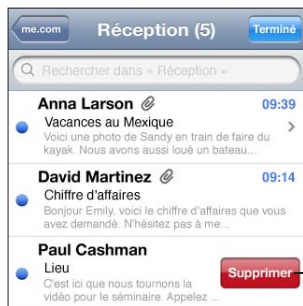 me.com Réception (5) Terminé
Rechercher dans « Réception »
Anna Larson 09:39
Vacances au Mexique
Voici une photo de Sandy en train de faire du
kayak. Nous avons aussi loué un bateau...
David Martinez 09:14
Chiffre d'affaires
Bonjour Emily, voici le chiffre d'affaires que vous
avez demandé. N'hésitez pas à me...
Paul Cashman
Lieu
Supprimer
C'est ici que nous tournons la
vidéo pour le séminaire. Appelez ...